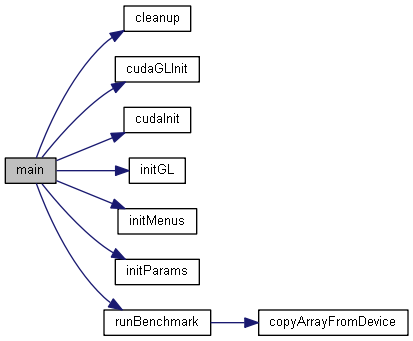 cleanup
cudaGLInit
cudaInit
main
initGL
initMenus
initParams
runBenchmark
copyArrayFromDevice